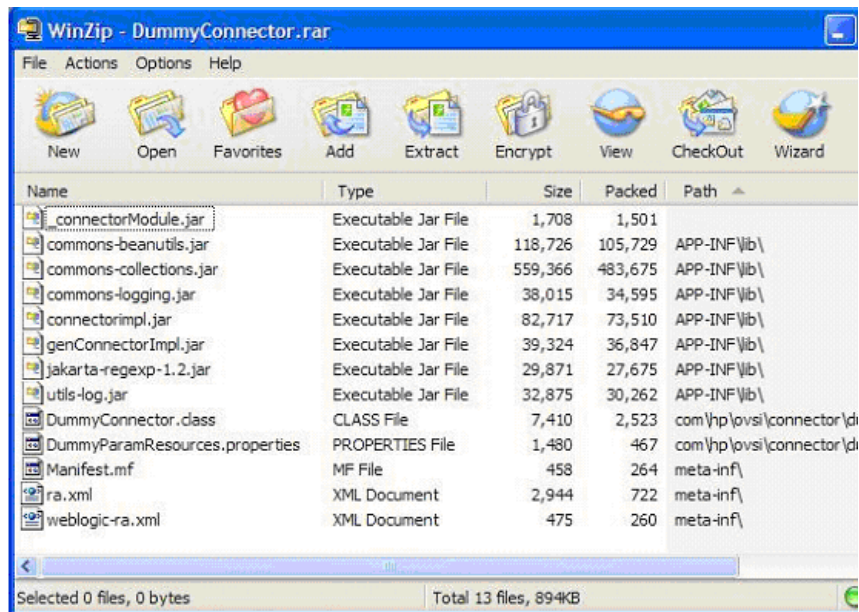 WinZip - DummyConnector.rar
File Actions Options Help
New Open Favorites Add Extract Encrypt View CheckOut Wizard
Name Type Size Packed Path
_connectorModule.jar Executable Jar File 1,708 1,501
commons-beanutils.jar Executable Jar File 118,726 105,729 APP-INF\lib\
commons-collections.jar Executable Jar File 559,366 483,675 APP-INF\lib\
commons-logging.jar Executable Jar File 38,015 34,595 APP-INF\lib\
connectorimpl.jar Executable Jar File 82,717 73,510 APP-INF\lib\
genConnectorImpl.jar Executable Jar File 39,324 36,847 APP-INF\lib\
jakarta-regexp-1.2.jar Executable Jar File 29,871 27,675 APP-INF\lib\
utils-log.jar Executable Jar File 32,875 30,262 APP-INF\lib\
DummyConnector.class CLASS File 7,410 2,523 com\hp\ovsi\connector\du
DummyParamResources.properties PROPERTIES File 1,480 467 com\hp\ovsi\connector\du
Manifest.mf MF File 458 264 meta-inf\
ra.xml XML Document 2,944 722 meta-inf\
weblogic-ra.xml XML Document 475 260 meta-inf\
Selected 0 files, 0 bytes Total 13 files, 894KB